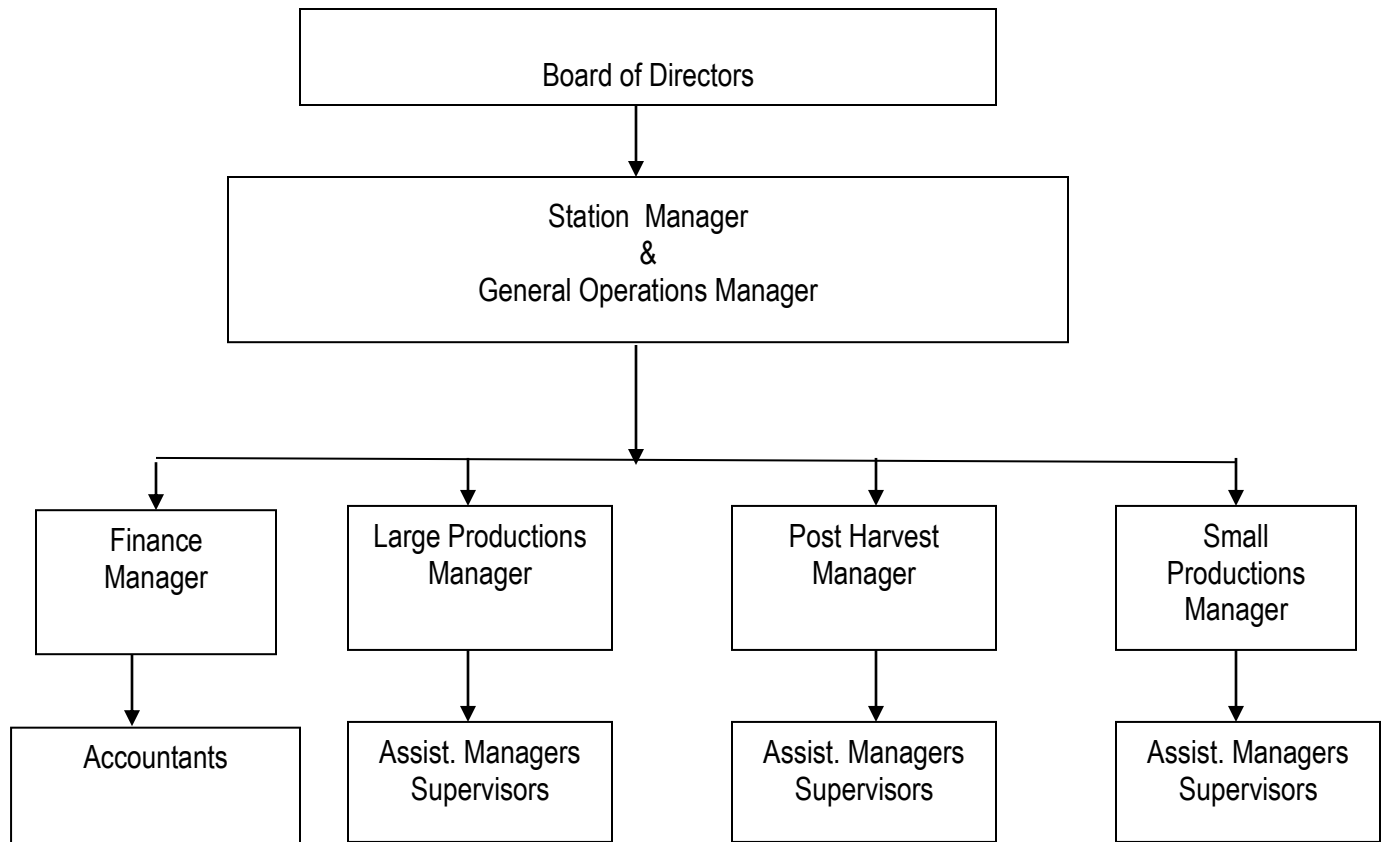 Board of Directors
Station Manager
&
General Operations Manager
Finance
Manager
Large Productions
Manager
Post Harvest
Manager
Small
Productions
Manager
Accountants
Assist. Managers
Supervisors
Assist. Managers
Supervisors
Assist. Managers
Supervisors